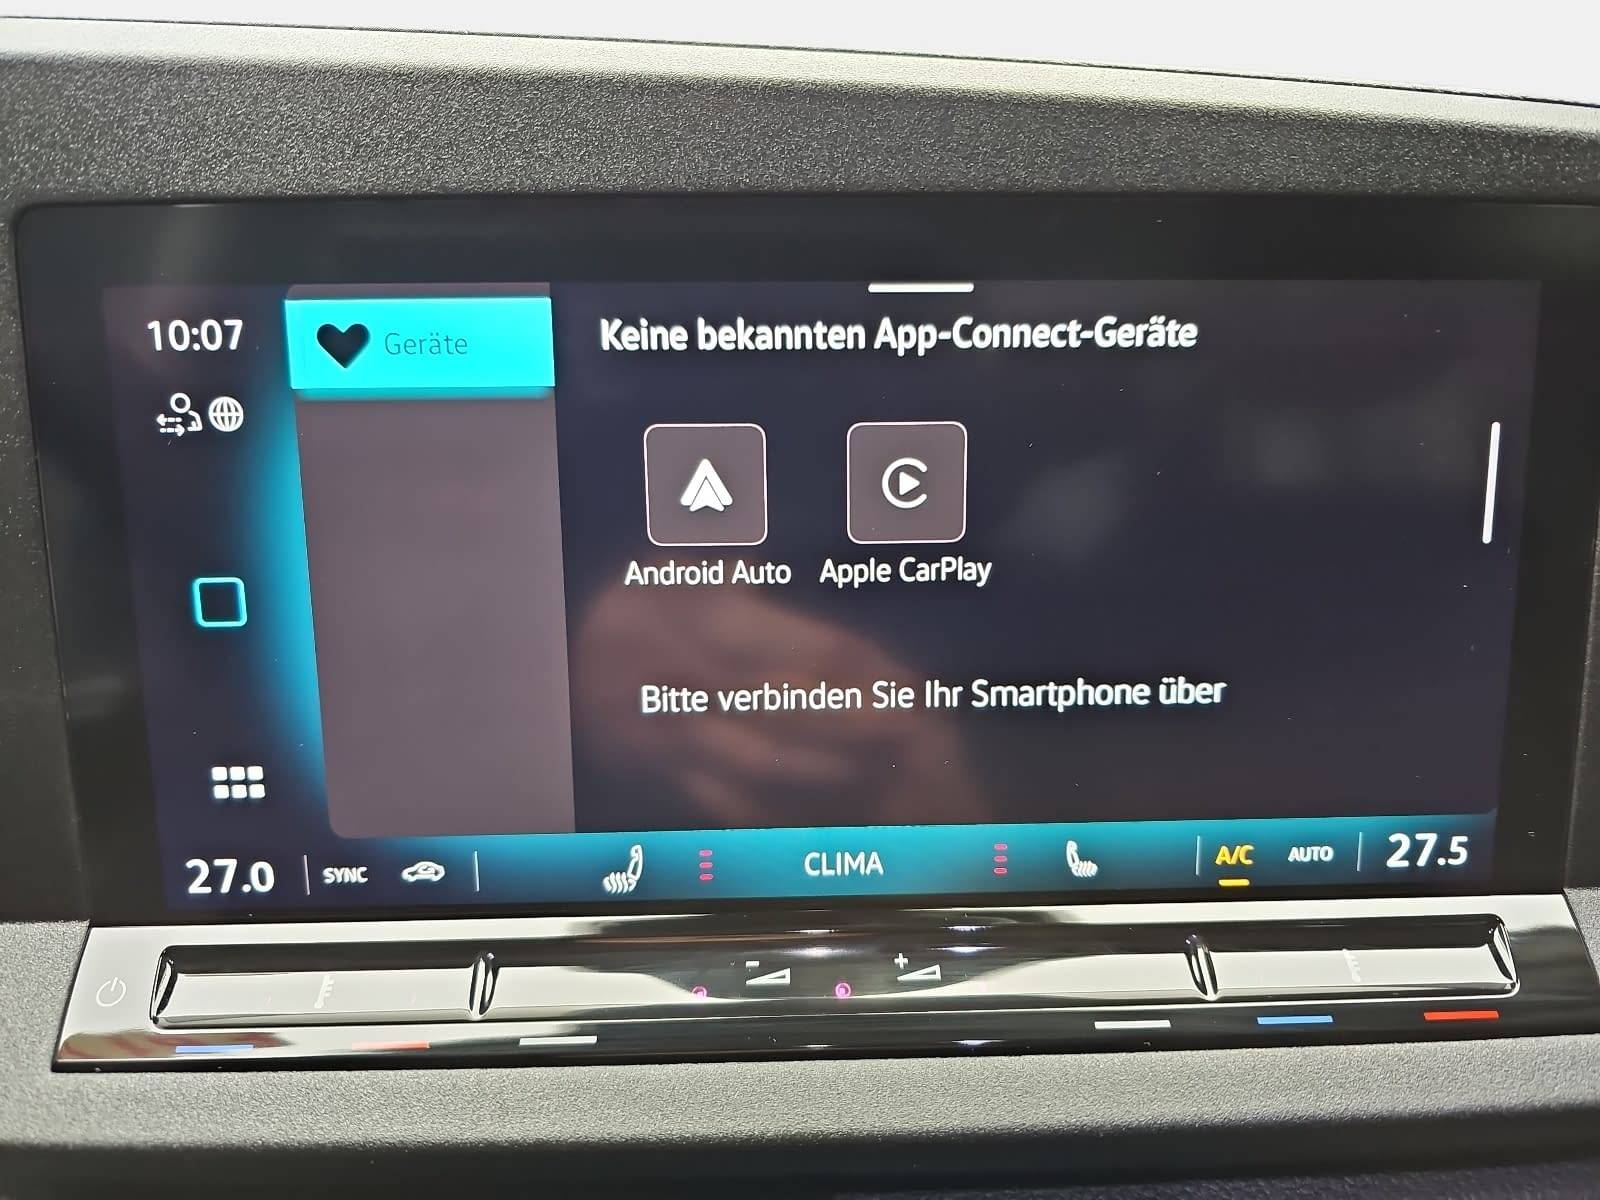 10:07
Geräte
Keine bekannten App-Connect-Geräte
Android Auto
Apple CarPlay
Bitte verbinden Sie Ihr Smartphone über
27.0 SYNC CLIMA A/C AUTO 27.5
- +